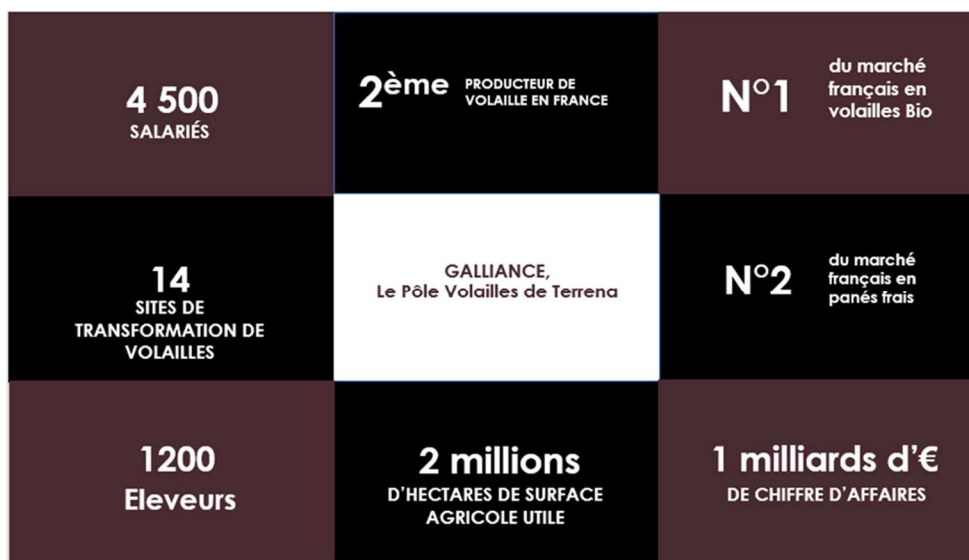 4 500
SALARIÉS
2ème PRODUCTEUR DE
VOLAILLE EN FRANCE
N°1
du marché
français en
volailles Bio
14
SITES DE
TRANSFORMATION DE
VOLAILLES
GALLIANCE,
Le Pôle Volailles de Terrena
N°2
du marché
français en
panés frais
1200
Eleveurs
2 millions
D'HECTARES DE SURFACE
AGRICOLE UTILE
1 milliards d'€
DE CHIFFRE D'AFFAIRES